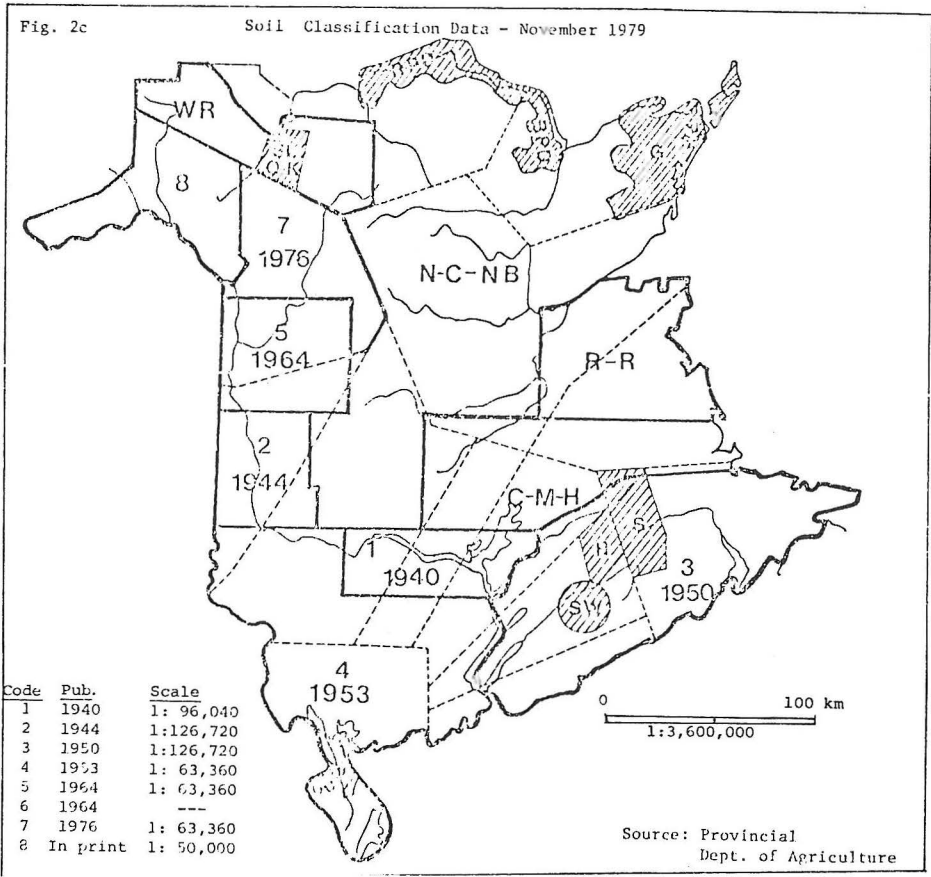 Fig. 2c
Soil Classification Data - November 1979
WR
OK
8
7
1976
N-C-NB
5
1964
R-R
2
1944
C-M-H
S
1
1940
3
1950
SW
4
1953
Code Pub. Scale
1 1940 1: 96,040
2 1944 1:126,720
3 1950 1:126,720
4 1953 1: 63,360
5 1964 1: 63,360
6 1964 ---
7 1976 1: 63,360
8 In print 1: 50,000
0 100 km
1:3,600,000
Source: Provincial
Dept. of Agriculture